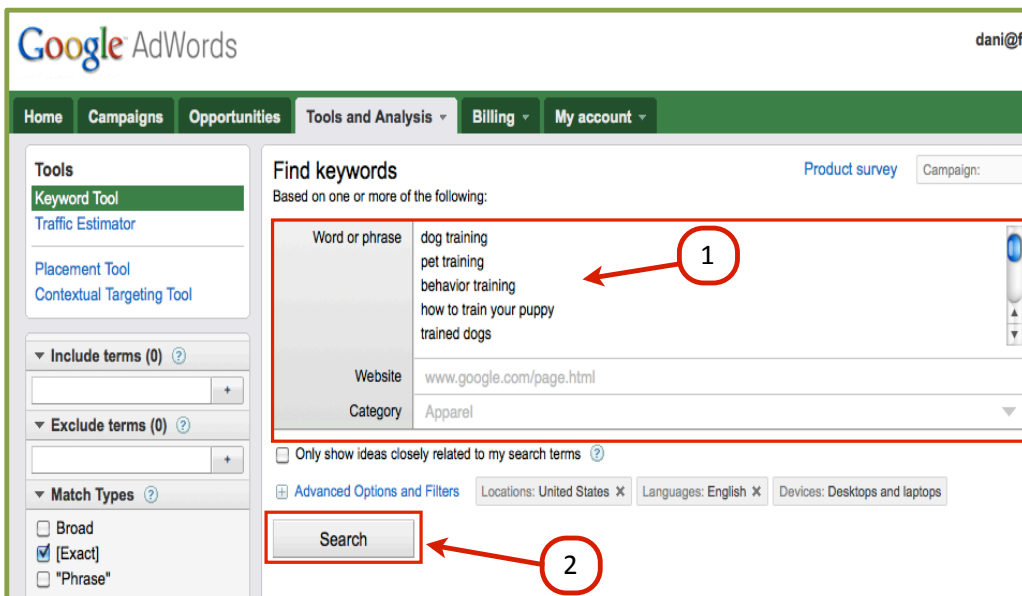 Google AdWords
dani@f
Home Campaigns Opportunities Tools and Analysis Billing My account
Tools
Keyword Tool
Traffic Estimator
Placement Tool
Contextual Targeting Tool
Include terms (0) ?
+
Exclude terms (0) ?
+
Match Types ?
Broad
[Exact]
"Phrase"
Find keywords
Product survey
Campaign:
Based on one or more of the following:
Word or phrase
dog training
pet training
behavior training
how to train your puppy
trained dogs
1
Website www.google.com/page.html
Category Apparel
Only show ideas closely related to my search terms ?
Advanced Options and Filters Locations: United States X Languages: English X Devices: Desktops and laptops
Search
2